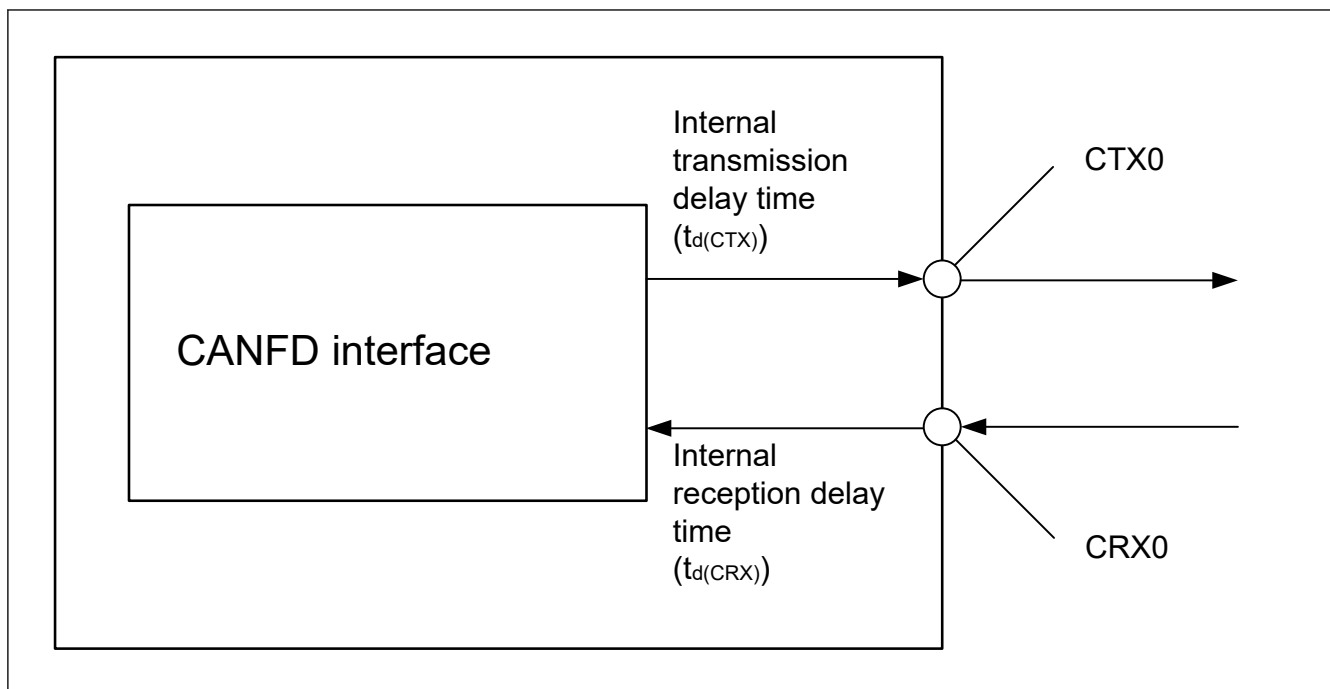 Internal
transmission
delay time
(td(CTX))
CTX0
CANFD interface
Internal
reception delay
time
(td(CRX))
CRX0